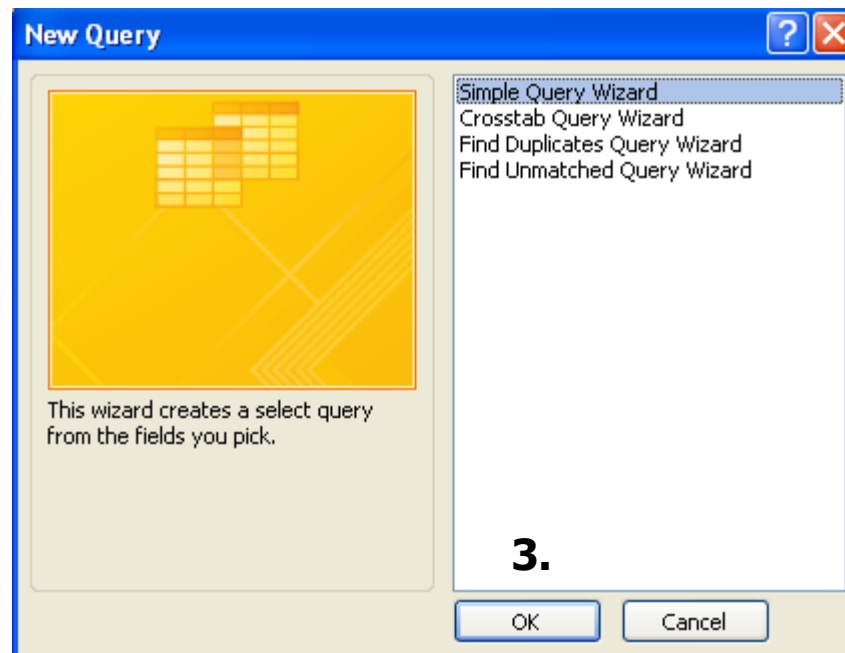 New Query
Simple Query Wizard
Crosstab Query Wizard
Find Duplicates Query Wizard
Find Unmatched Query Wizard
This wizard creates a select query
from the fields you pick.
3.
OK
Cancel